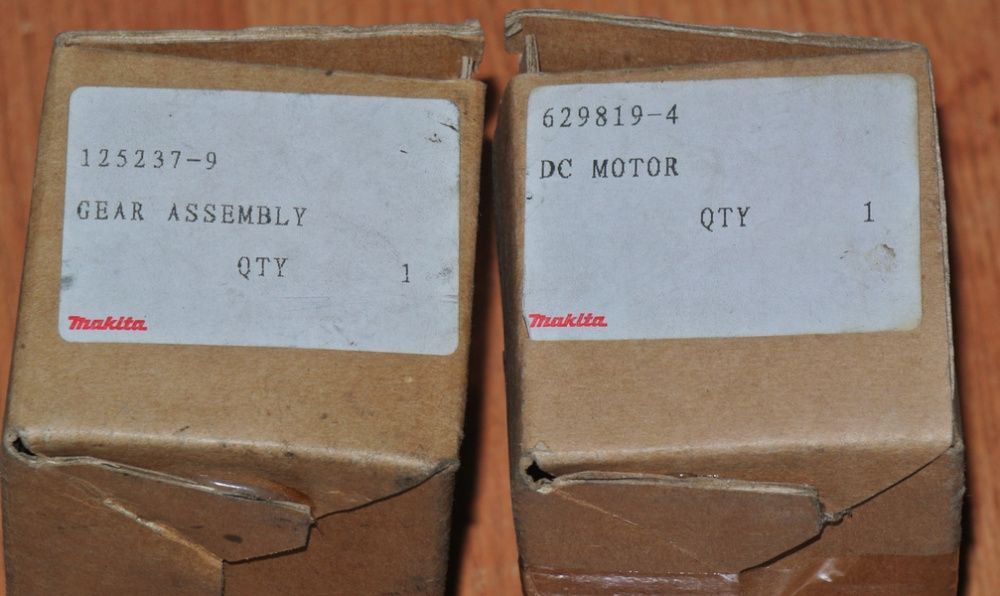 125237-9
GEAR ASSEMBLY
QTY 1
makita
629819-4
DC MOTOR
QTY 1
makita